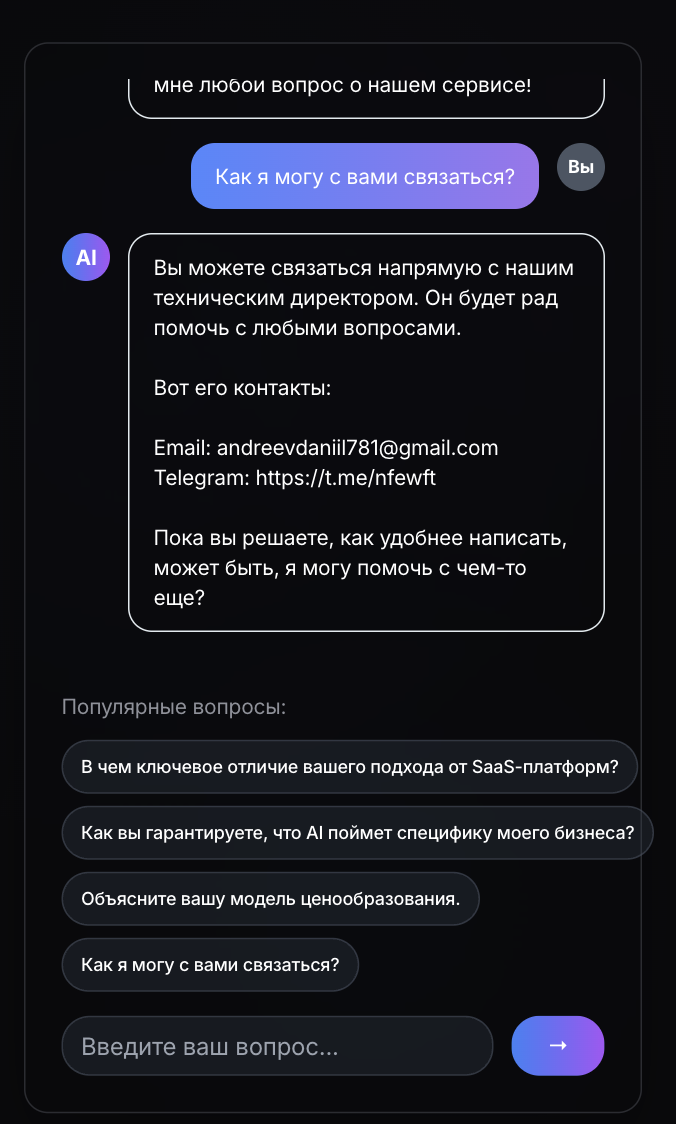 мне любой вопрос о нашем сервисе!
Как я могу с вами связаться?
Вы
AI
Вы можете связаться напрямую с нашим
техническим директором. Он будет рад
помочь с любыми вопросами.
Вот его контакты:
Email: andreevdaniil781@gmail.com
Telegram: https://t.me/nfewft
Пока вы решаете, как удобнее написать,
может быть, я могу помочь с чем-то
еще?
Популярные вопросы:
В чем ключевое отличие вашего подхода от SaaS-платформ?
Как вы гарантируете, что AI поймет специфику моего бизнеса?
Объясните вашу модель ценообразования.
Как я могу с вами связаться?
Введите ваш вопрос...
→